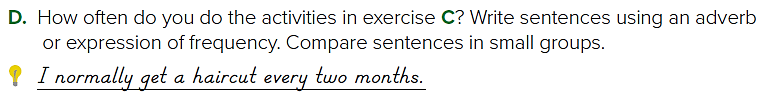 D. How often do you do the activities in exercise C? Write sentences using an adverb
or expression of frequency. Compare sentences in small groups.
I normally get a haircut every two months.